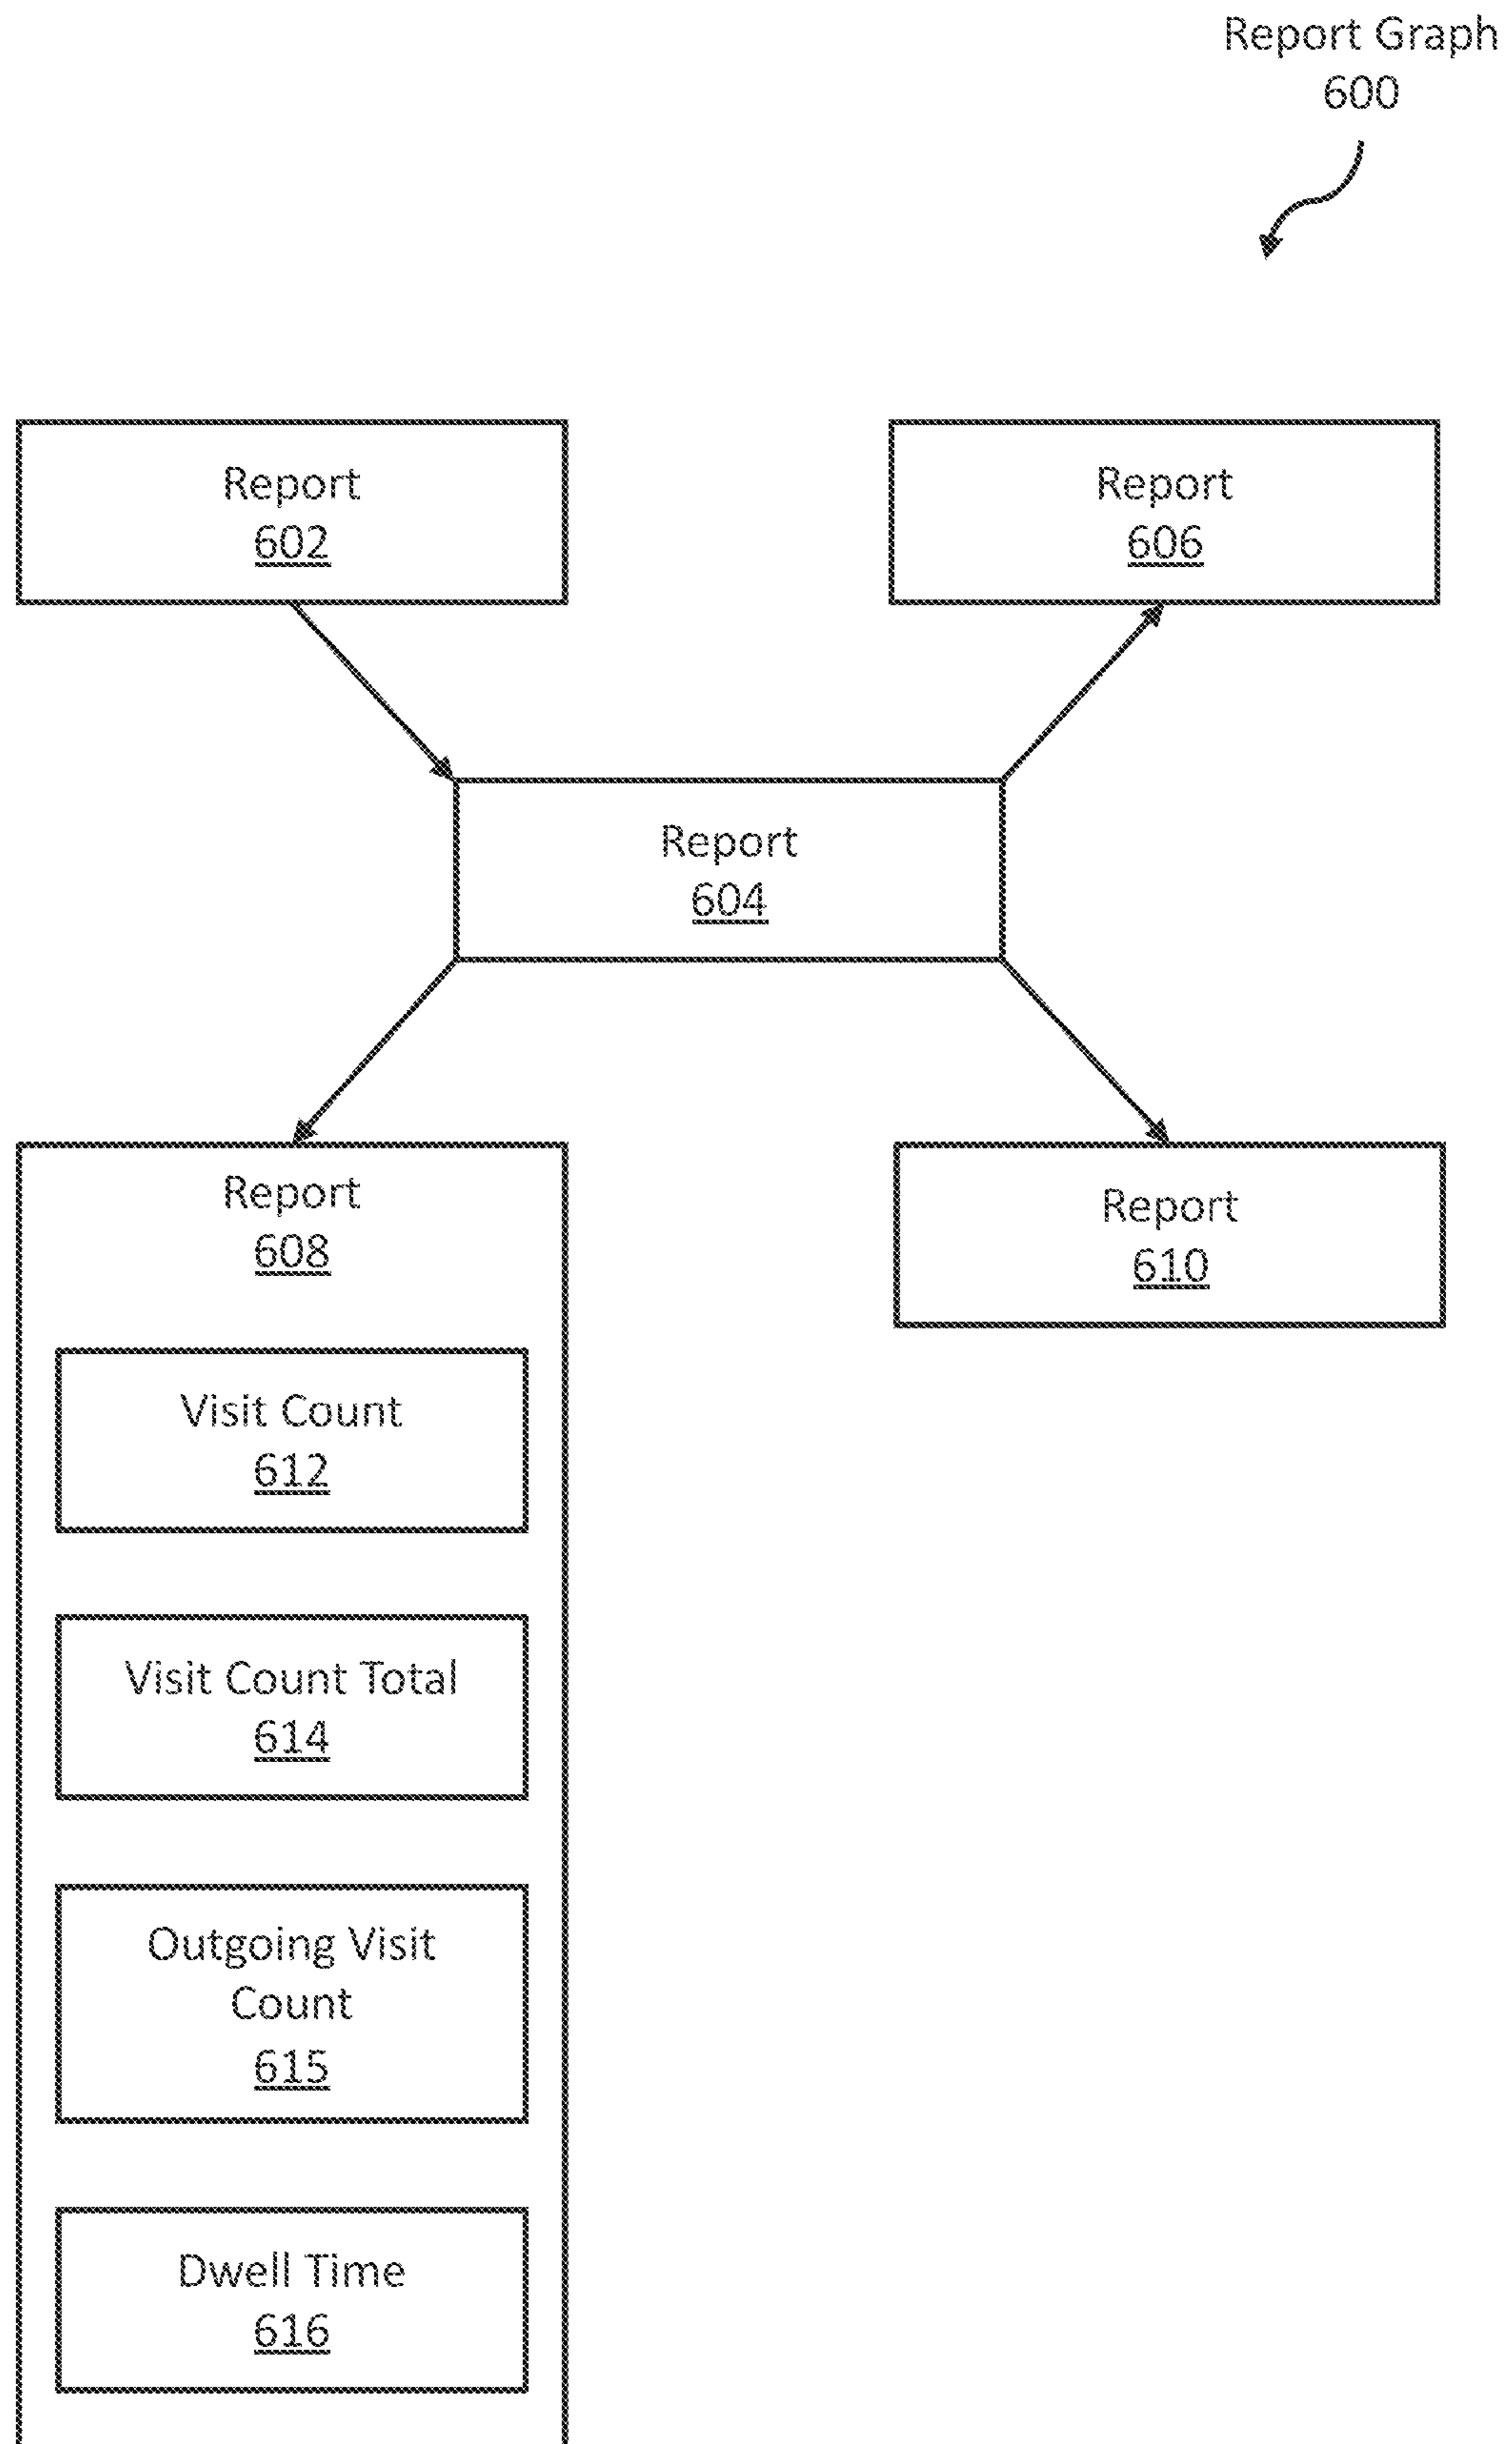 Report Graph
600
Report
602
Report
606
Report
604
Report
608
Report
610
Visit Count
612
Visit Count Total
614
Outgoing Visit
Count
615
Dwell Time
616